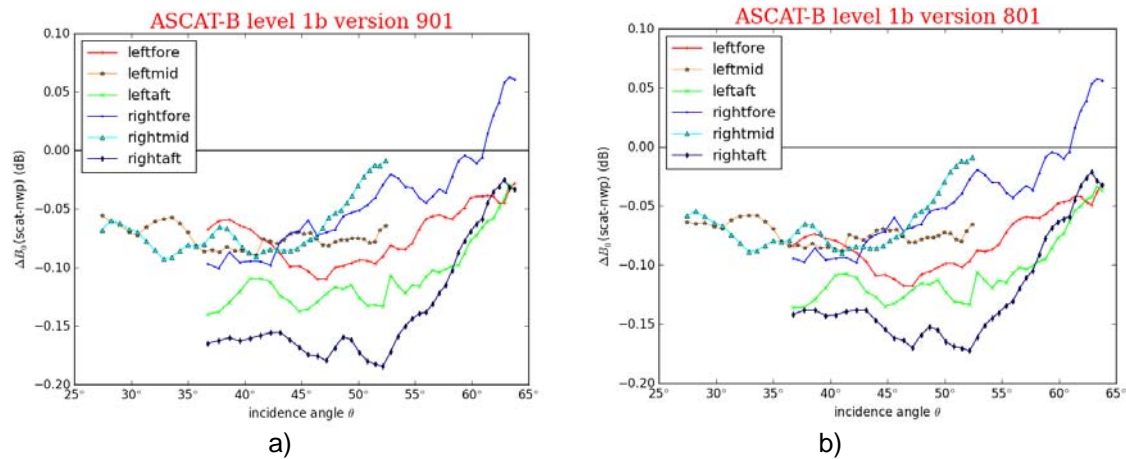 ASCAT-B level 1b version 901
0.10
0.05
0.00
−0.05
−0.10
−0.15
−0.20
ΔB₀(scat-nwp) (dB)
leftfore
leftmid
leftaft
rightfore
rightmid
rightaft
25° 30° 35° 40° 45° 50° 55° 60° 65°
incidence angle θ
a)
ASCAT-B level 1b version 801
0.10
0.05
0.00
−0.05
−0.10
−0.15
−0.20
ΔB₀(scat-nwp) (dB)
leftfore
leftmid
leftaft
rightfore
rightmid
rightaft
25° 30° 35° 40° 45° 50° 55° 60° 65°
incidence angle θ
b)